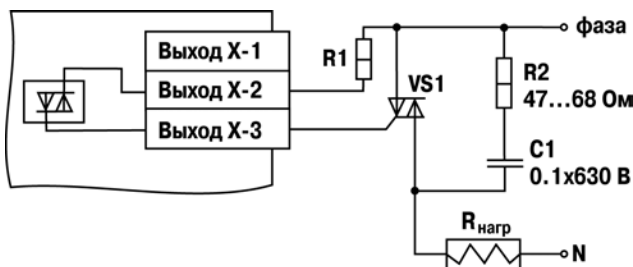 Выход X-1
Выход X-2
Выход X-3
R1
VS1
фаза
R2
47...68 Ом
C1
0.1x630 В
Rнагр
N